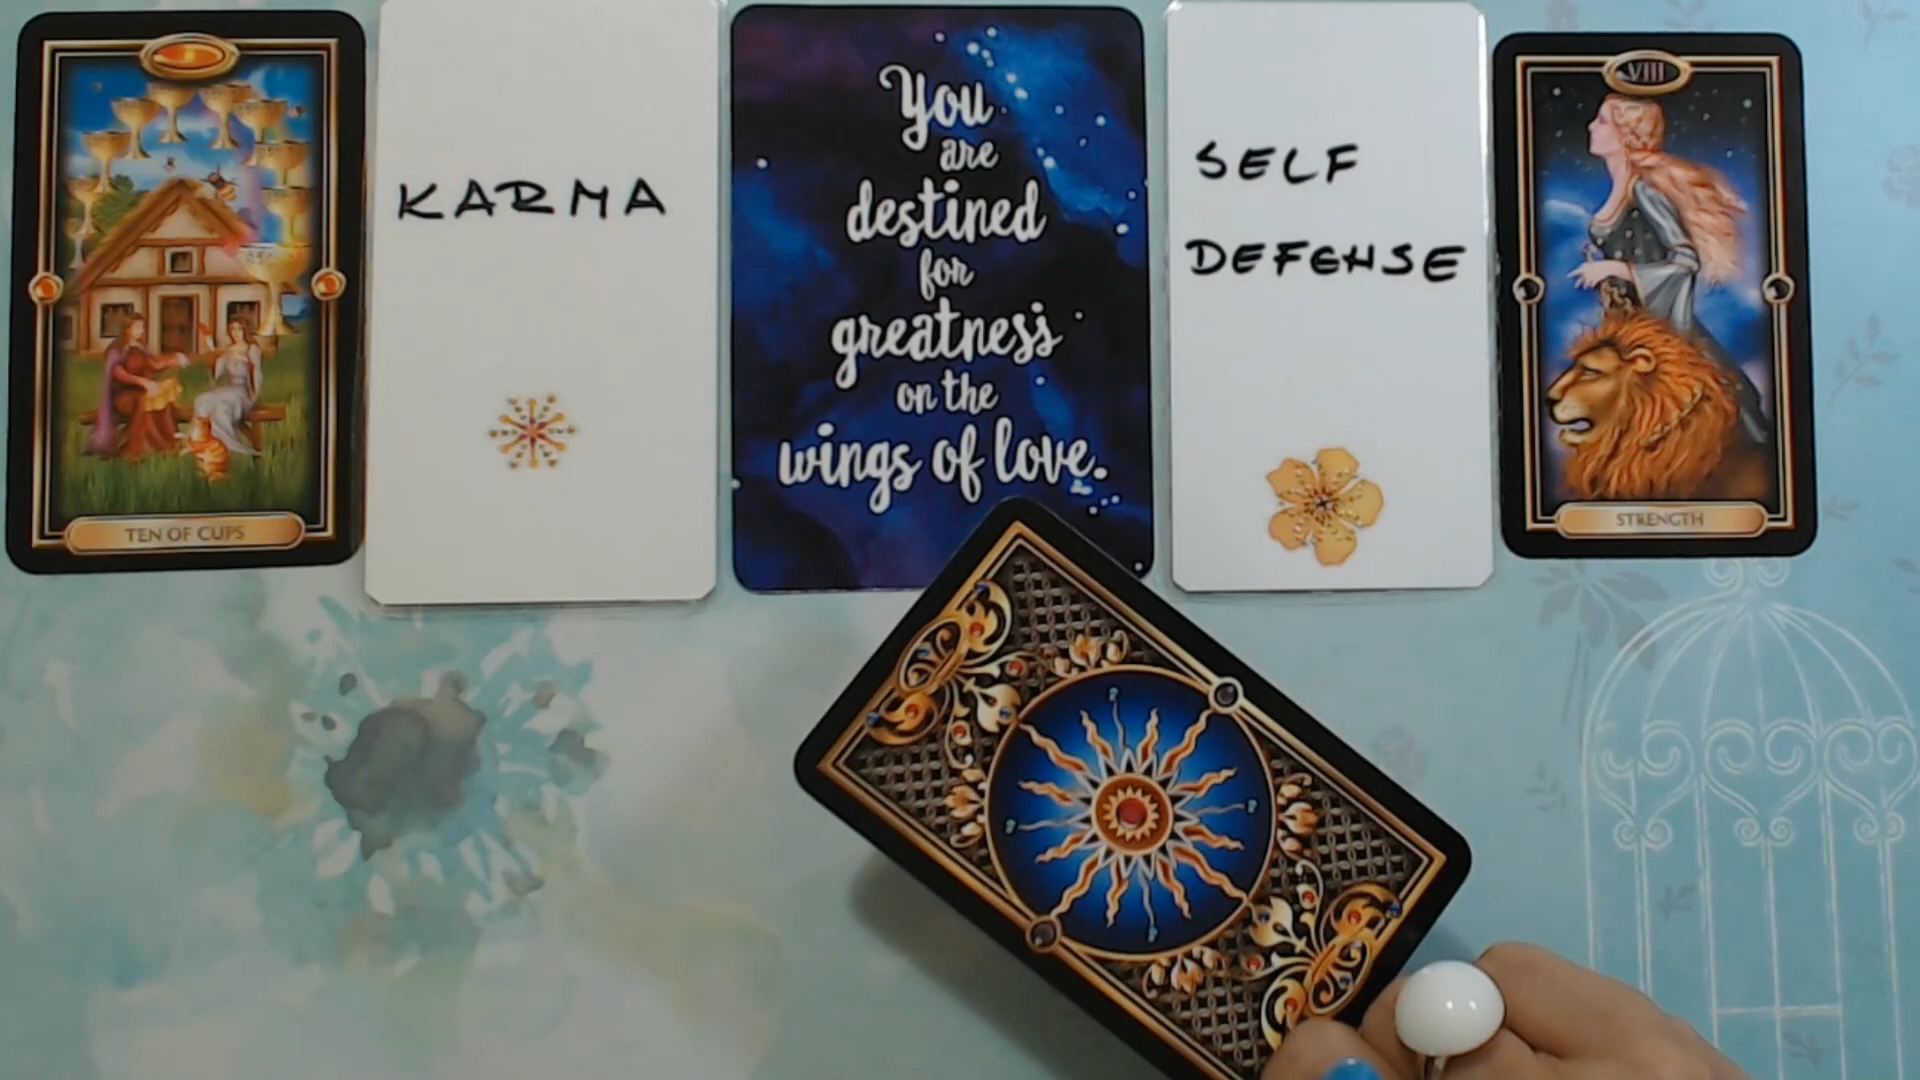 TEN OF CUPS
KARMA
You
are
destined
for
greatness
on the
wings of love.
SELF
DEFENSE
VIII
STRENGTH